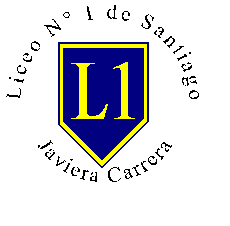 Liceo N° 1 de Santiago
L1
Javiera Carrera